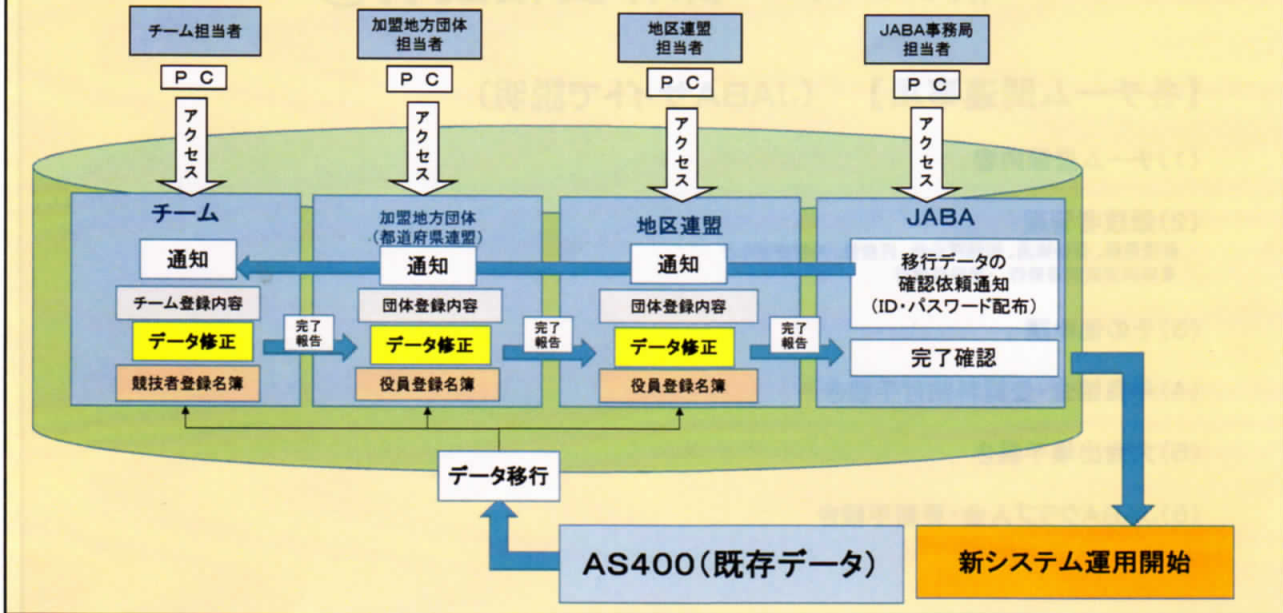 チーム担当者
加盟地方団体
担当者
地区連盟
担当者
JABA事務局
担当者
PC
PC
PC
PC
アクセス
アクセス
アクセス
アクセス
チーム
加盟地方団体
(都道府県連盟)
地区連盟
JABA
通知
通知
通知
移行データの
確認依頼通知
(ID・パスワード配布)
チーム登録内容
団体登録内容
団体登録内容
データ修正
完了
報告
データ修正
完了
報告
データ修正
完了
報告
完了確認
競技者登録名簿
役員登録名簿
役員登録名簿
データ移行
AS400(既存データ)
新システム運用開始